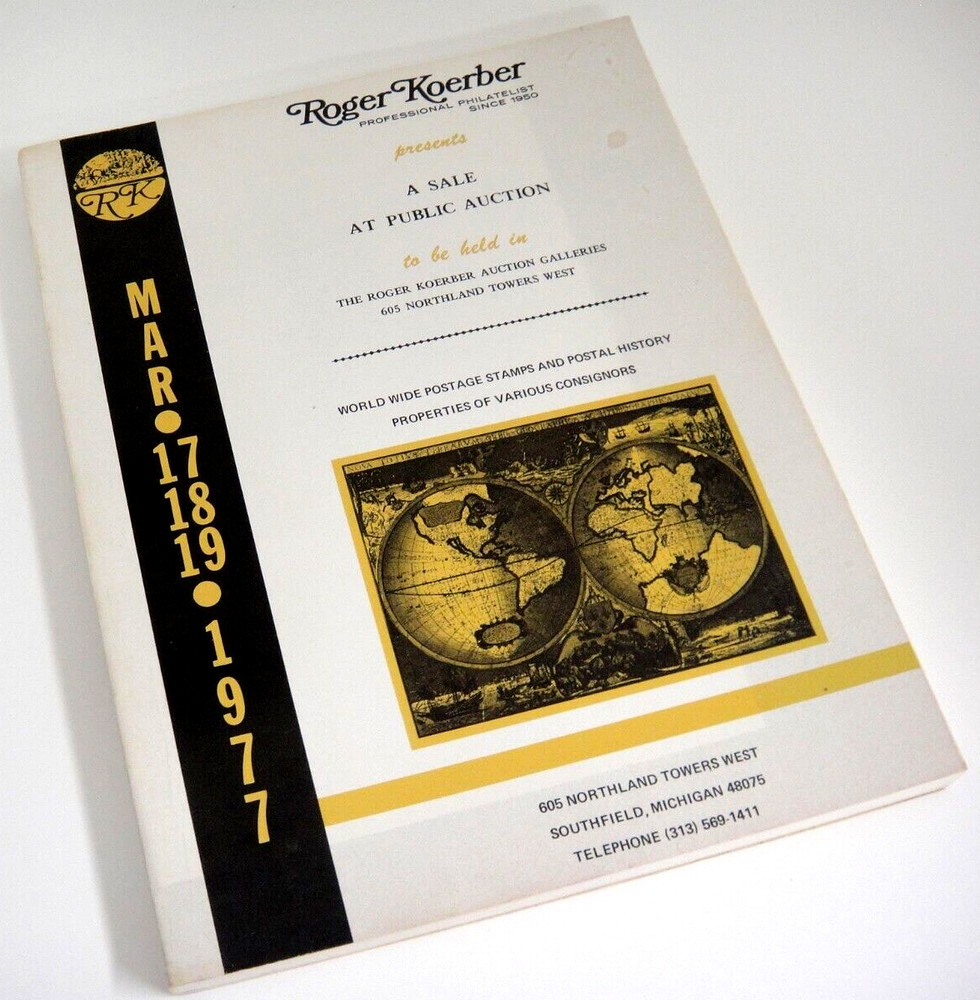 Roger Koerber
PROFESSIONAL PHILATELIST
SINCE 1950
presents
A SALE
AT PUBLIC AUCTION
to be held in
THE ROGER KOERBER AUCTION GALLERIES
605 NORTHLAND TOWERS WEST
WORLD WIDE POSTAGE STAMPS AND POSTAL HISTORY
PROPERTIES OF VARIOUS CONSIGNORS
605 NORTHLAND TOWERS WEST
SOUTHFIELD, MICHIGAN 48075
TELEPHONE (313) 569-1411
RK
MAR•17
18
19•1977